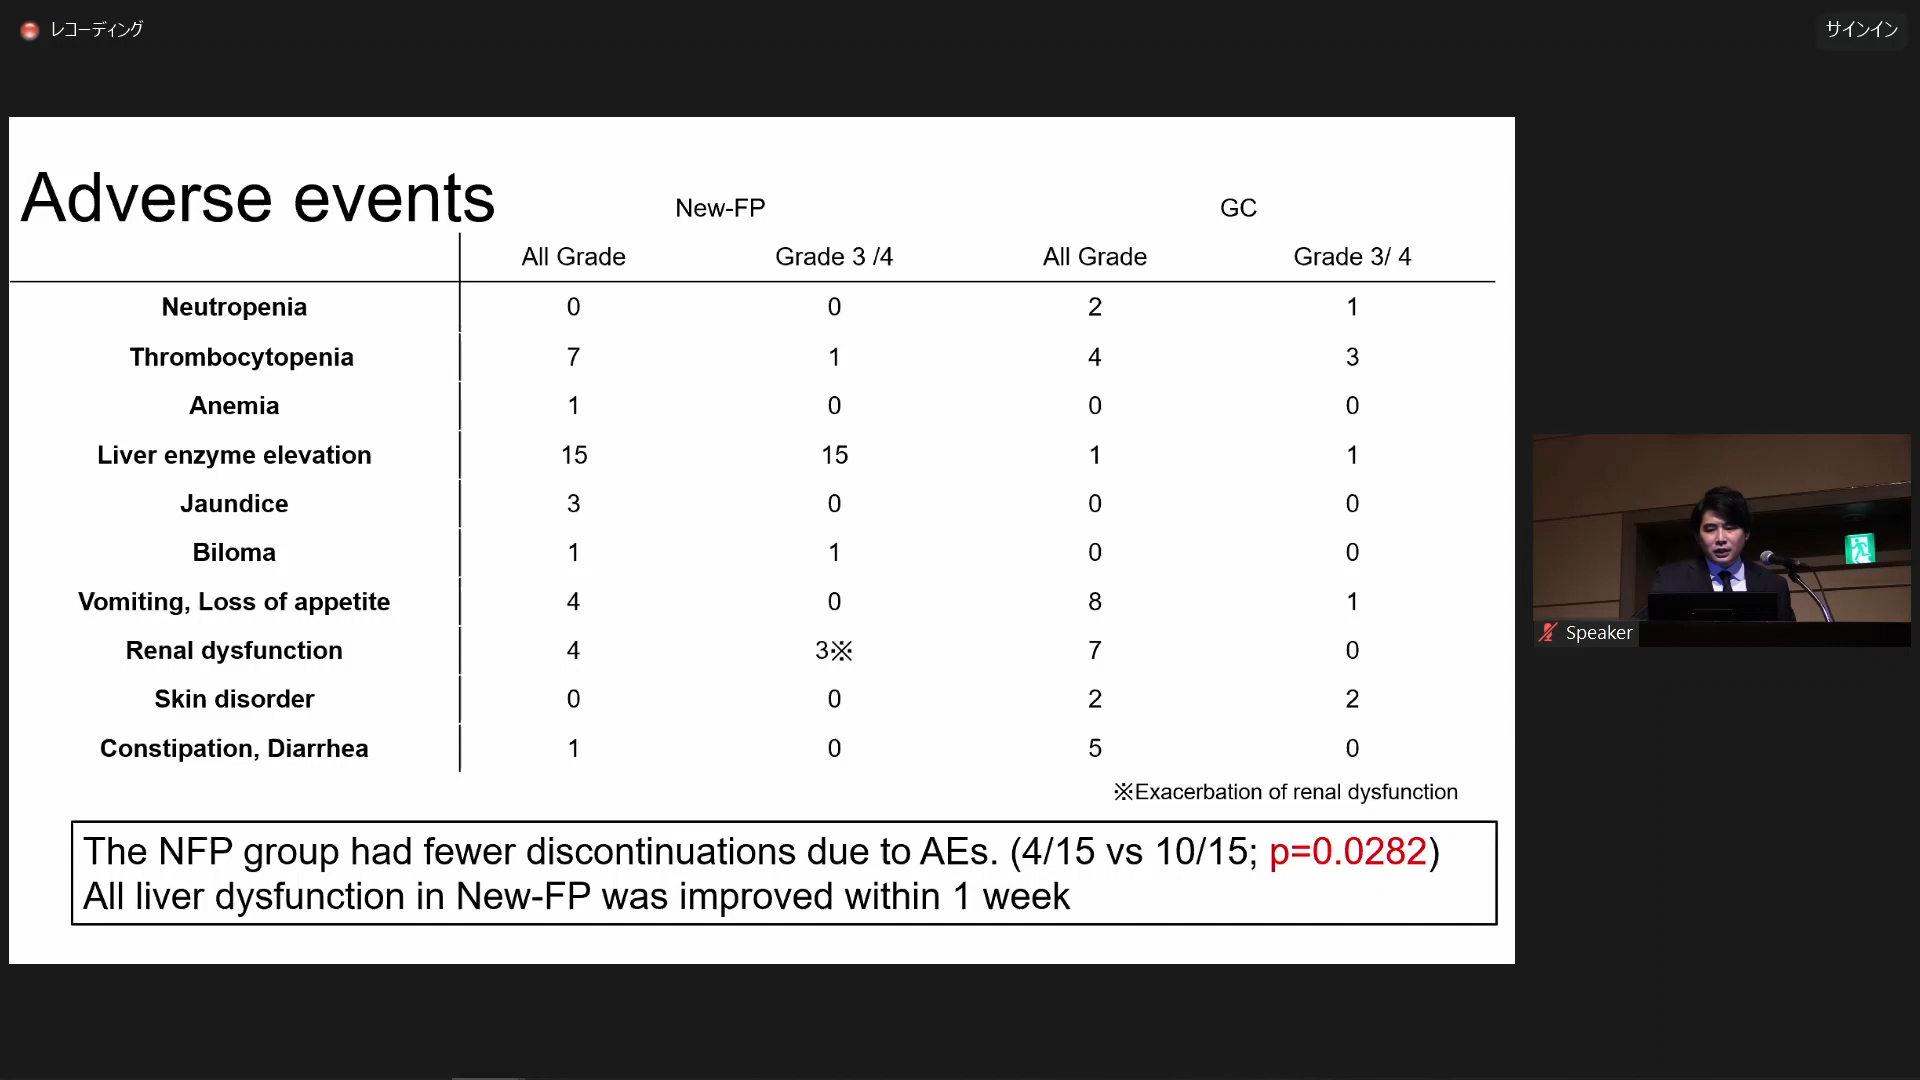 レコーディング
サインイン
Adverse events
New-FP GC
All Grade Grade 3 /4 All Grade Grade 3/ 4
Neutropenia 0 0 2 1
Thrombocytopenia 7 1 4 3
Anemia 1 0 0 0
Liver enzyme elevation 15 15 1 1
Jaundice 3 0 0 0
Biloma 1 1 0 0
Vomiting, Loss of appetite 4 0 8 1
Renal dysfunction 4 3※ 7 0
Skin disorder 0 0 2 2
Constipation, Diarrhea 1 0 5 0
※Exacerbation of renal dysfunction
The NFP group had fewer discontinuations due to AEs. (4/15 vs 10/15; p=0.0282)
All liver dysfunction in New-FP was improved within 1 week
Speaker